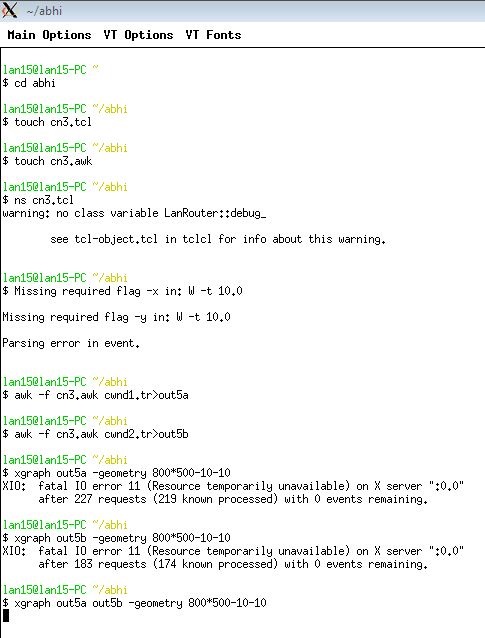 ~/abhi
Main Options VT Options VT Fonts
lan15@lan15-PC ~
$ cd abhi
lan15@lan15-PC ~/abhi
$ touch cn3.tcl
lan15@lan15-PC ~/abhi
$ touch cn3.awk
lan15@lan15-PC ~/abhi
$ ns cn3.tcl
warning: no class variable LanRouter::debug_
see tcl-object.tcl in tclcl for info about this warning.
lan15@lan15-PC ~/abhi
$ Missing required flag -x in: W -t 10.0
Missing required flag -y in: W -t 10.0
Parsing error in event.
lan15@lan15-PC ~/abhi
$ awk -f cn3.awk cwnd1.tr>out5a
lan15@lan15-PC ~/abhi
$ awk -f cn3.awk cwnd2.tr>out5b
lan15@lan15-PC ~/abhi
$ xgraph out5a -geometry 800*500-10-10
XIO:  fatal IO error 11 (Resource temporarily unavailable) on X server ":0.0"
after 227 requests (219 known processed) with 0 events remaining.
lan15@lan15-PC ~/abhi
$ xgraph out5b -geometry 800*500-10-10
XIO:  fatal IO error 11 (Resource temporarily unavailable) on X server ":0.0"
after 183 requests (174 known processed) with 0 events remaining.
lan15@lan15-PC ~/abhi
$ xgraph out5a out5b -geometry 800*500-10-10